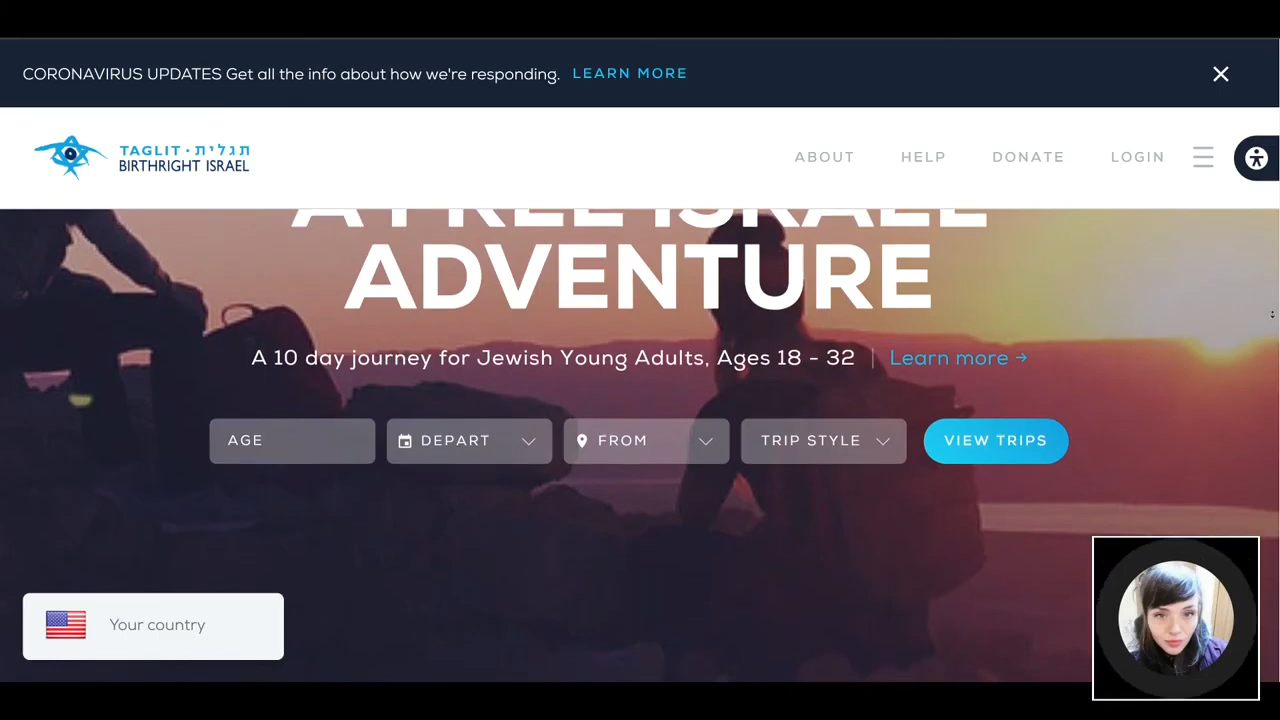 CORONAVIRUS UPDATES Get all the info about how we're responding. LEARN MORE
TAGLIT · תגלית
BIRTHRIGHT ISRAEL
ABOUT HELP DONATE LOGIN
A FREE ISRAEL
ADVENTURE
A 10 day journey for Jewish Young Adults, Ages 18 - 32 | Learn more →
AGE DEPART FROM TRIP STYLE VIEW TRIPS
Your country